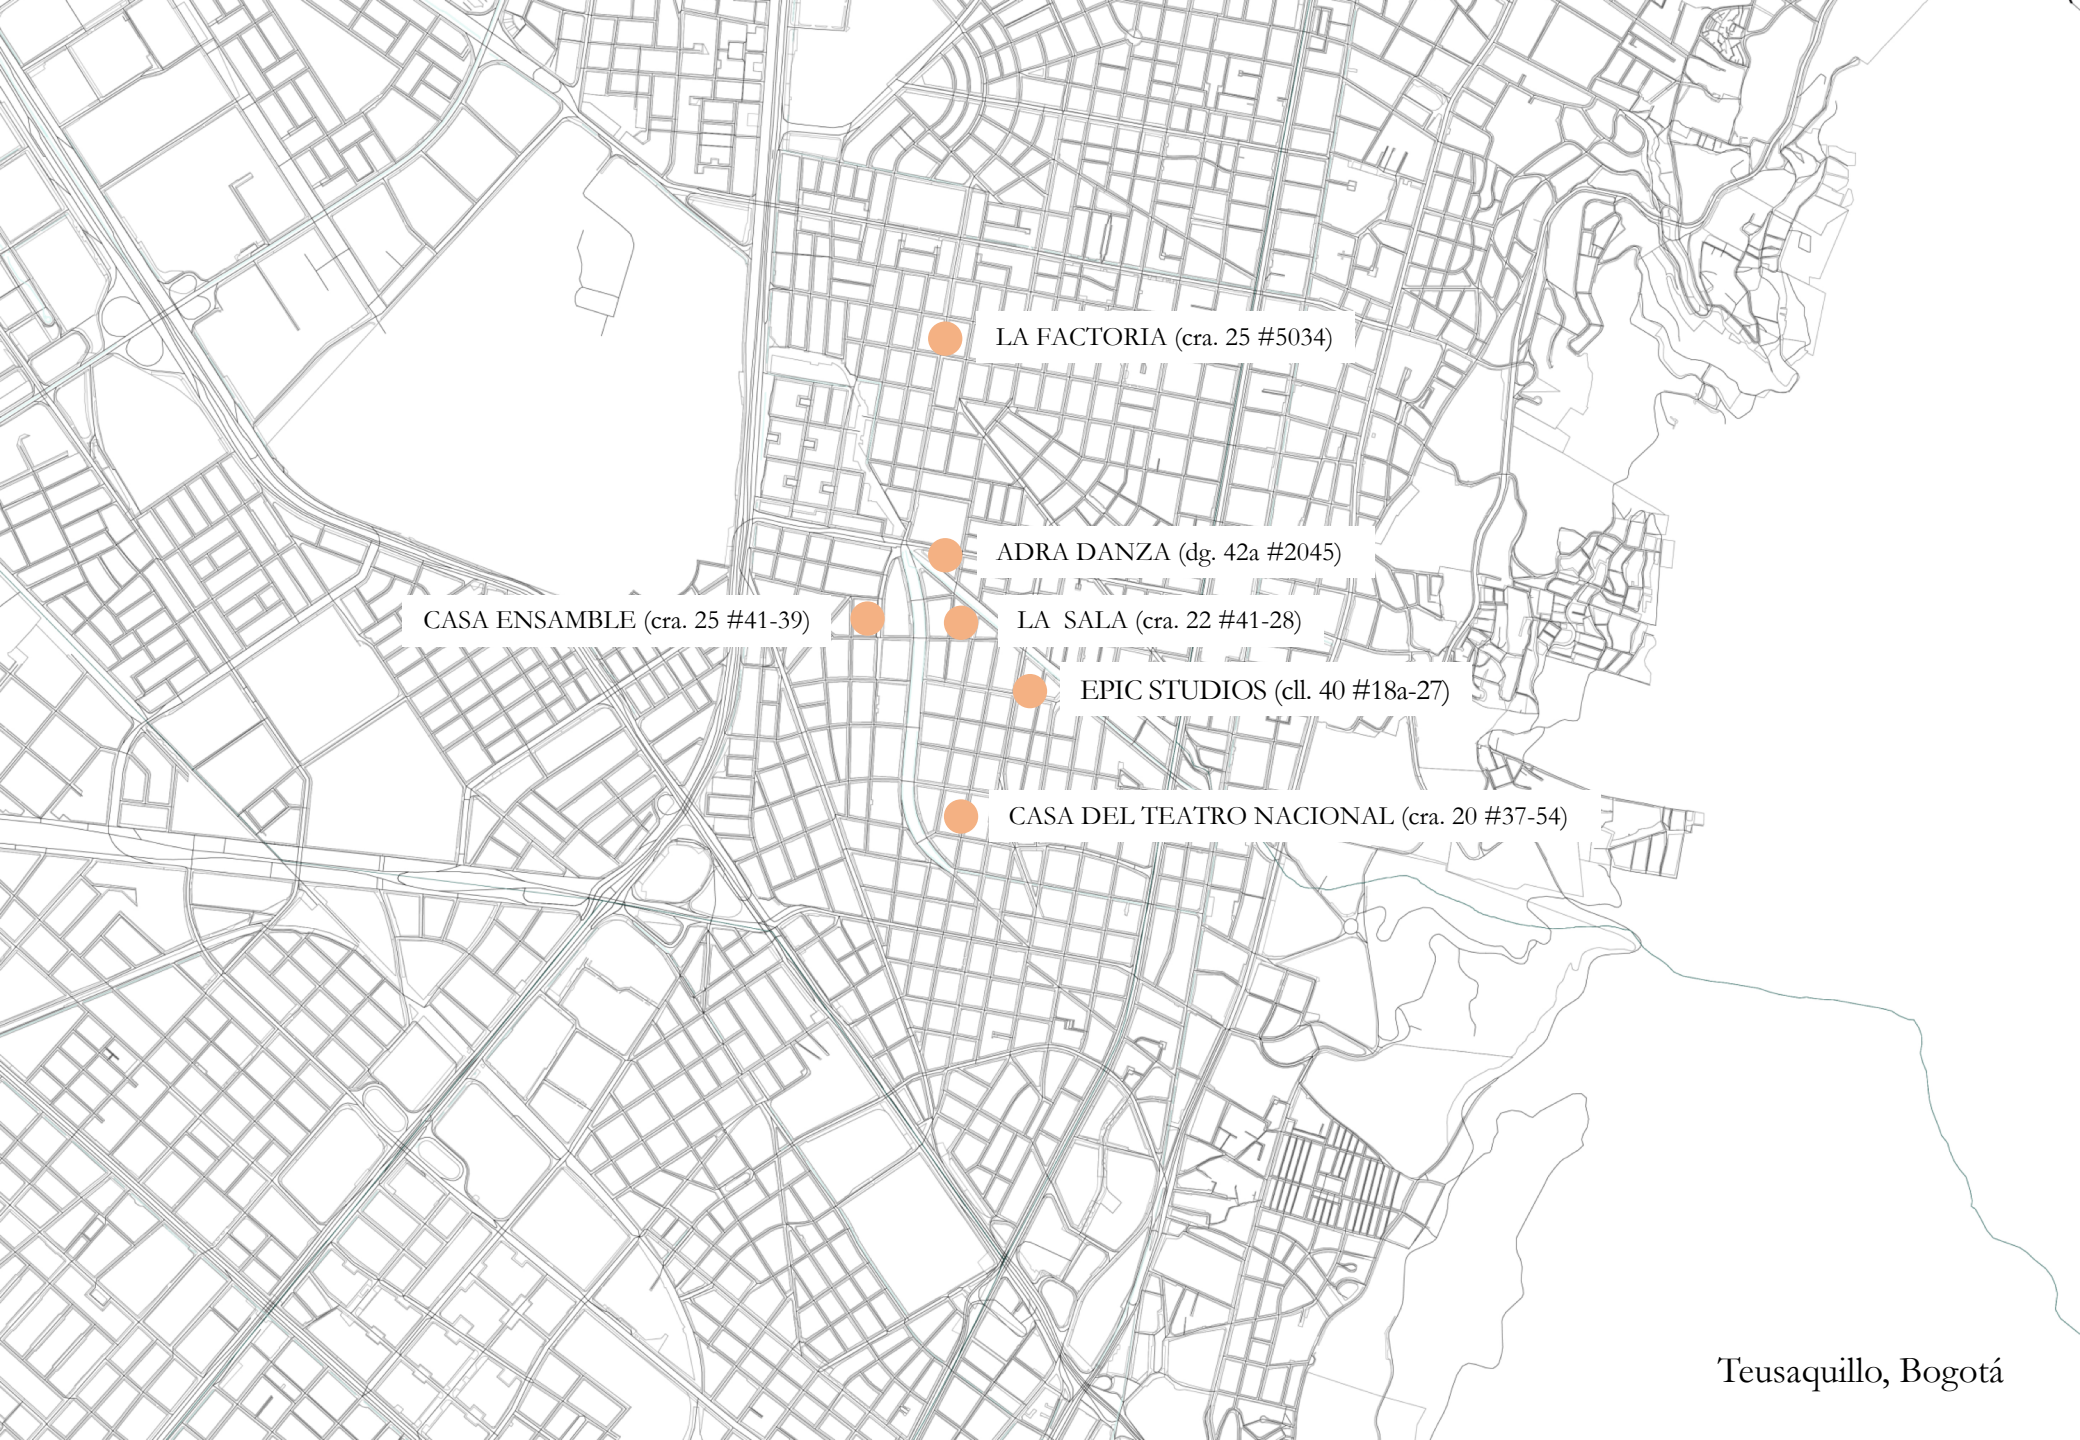 LA FACTORIA (cra. 25 #5034)
ADRA DANZA (dg. 42a #2045)
CASA ENSAMBLE (cra. 25 #41-39)
LA SALA (cra. 22 #41-28)
EPIC STUDIOS (cll. 40 #18a-27)
CASA DEL TEATRO NACIONAL (cra. 20 #37-54)
Teusaquillo, Bogotá